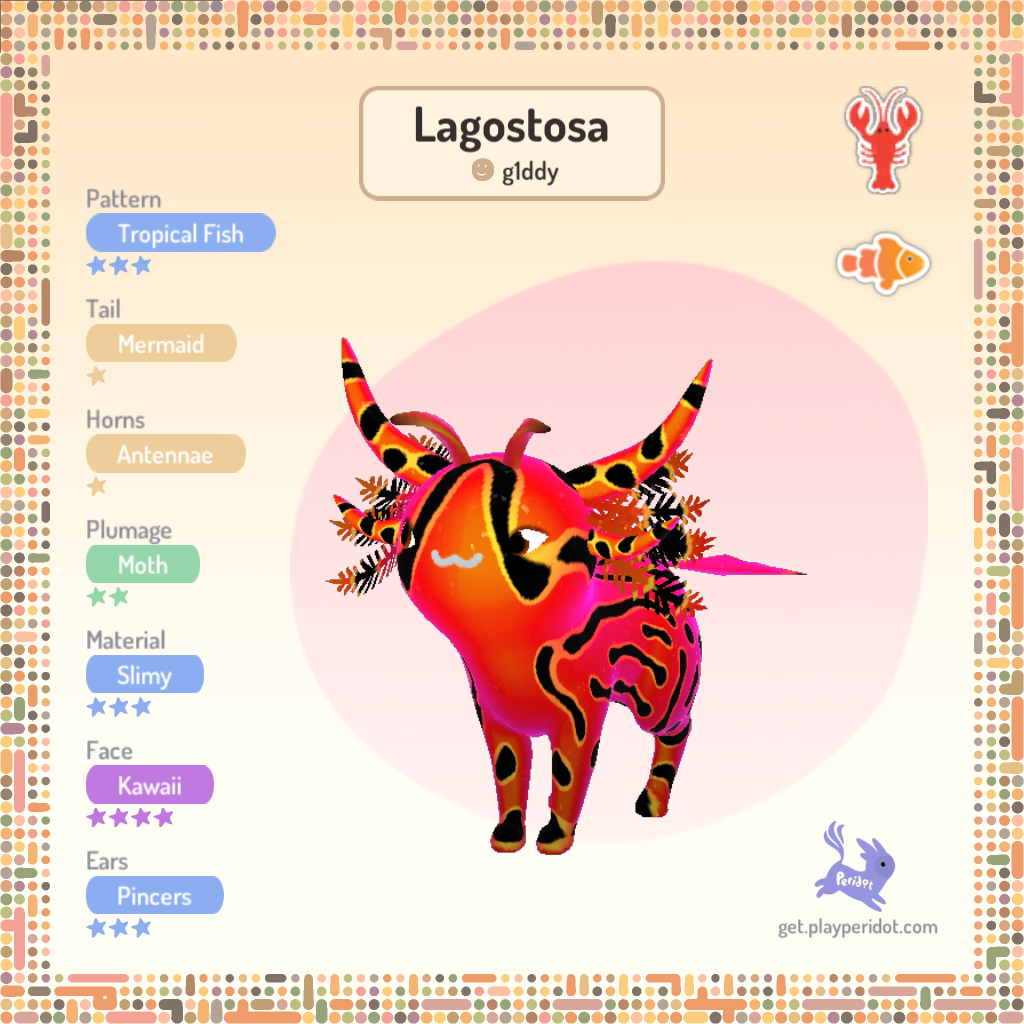 Lagostosa
g1ddy
Pattern
Tropical Fish
Tail
Mermaid
Horns
Antennae
Plumage
Moth
Material
Slimy
Face
Kawaii
Ears
Pincers
Peridot
get.playperidot.com